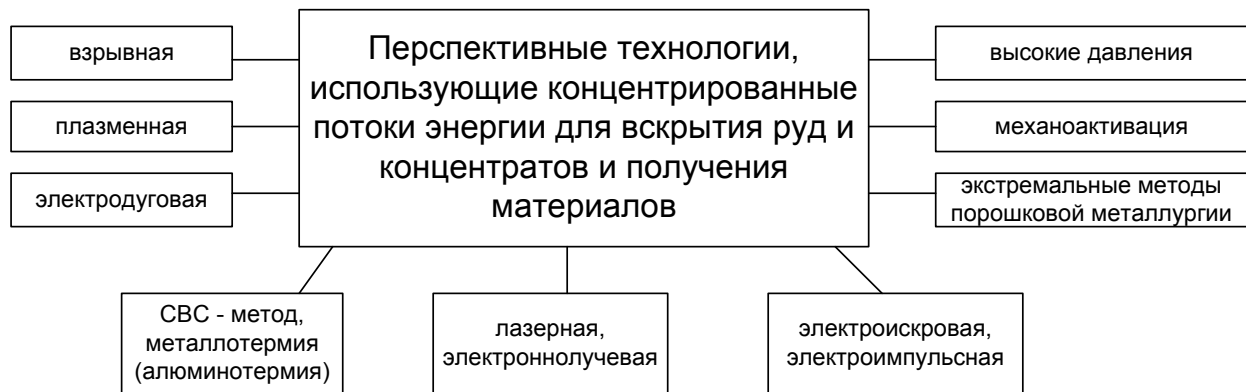 Перспективные технологии,
использующие концентрированные
потоки энергии для вскрытия руд и
концентратов и получения
материалов
взрывная
плазменная
электродуговая
высокие давления
механоактивация
экстремальные методы
порошковой металлургии
СВС - метод,
металлотермия
(алюминотермия)
лазерная,
электроннолучевая
электроискровая,
электроимпульсная